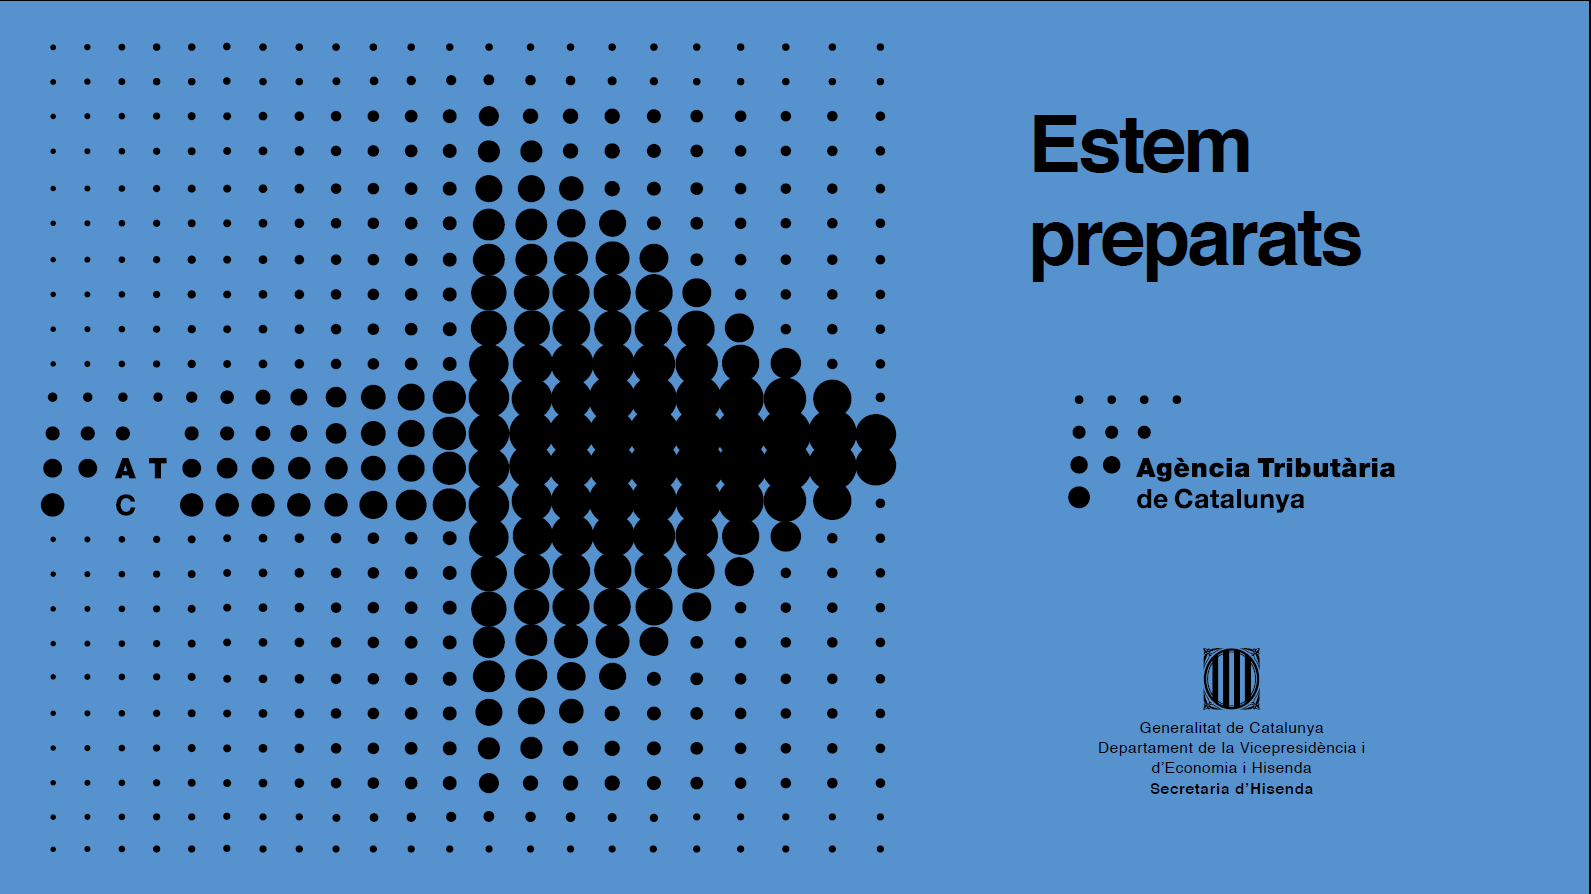 Estem
preparats
A T
C
Agència Tributària
de Catalunya
Generalitat de Catalunya
Departament de la Vicepresidència i
d'Economia i Hisenda
Secretaria d'Hisenda